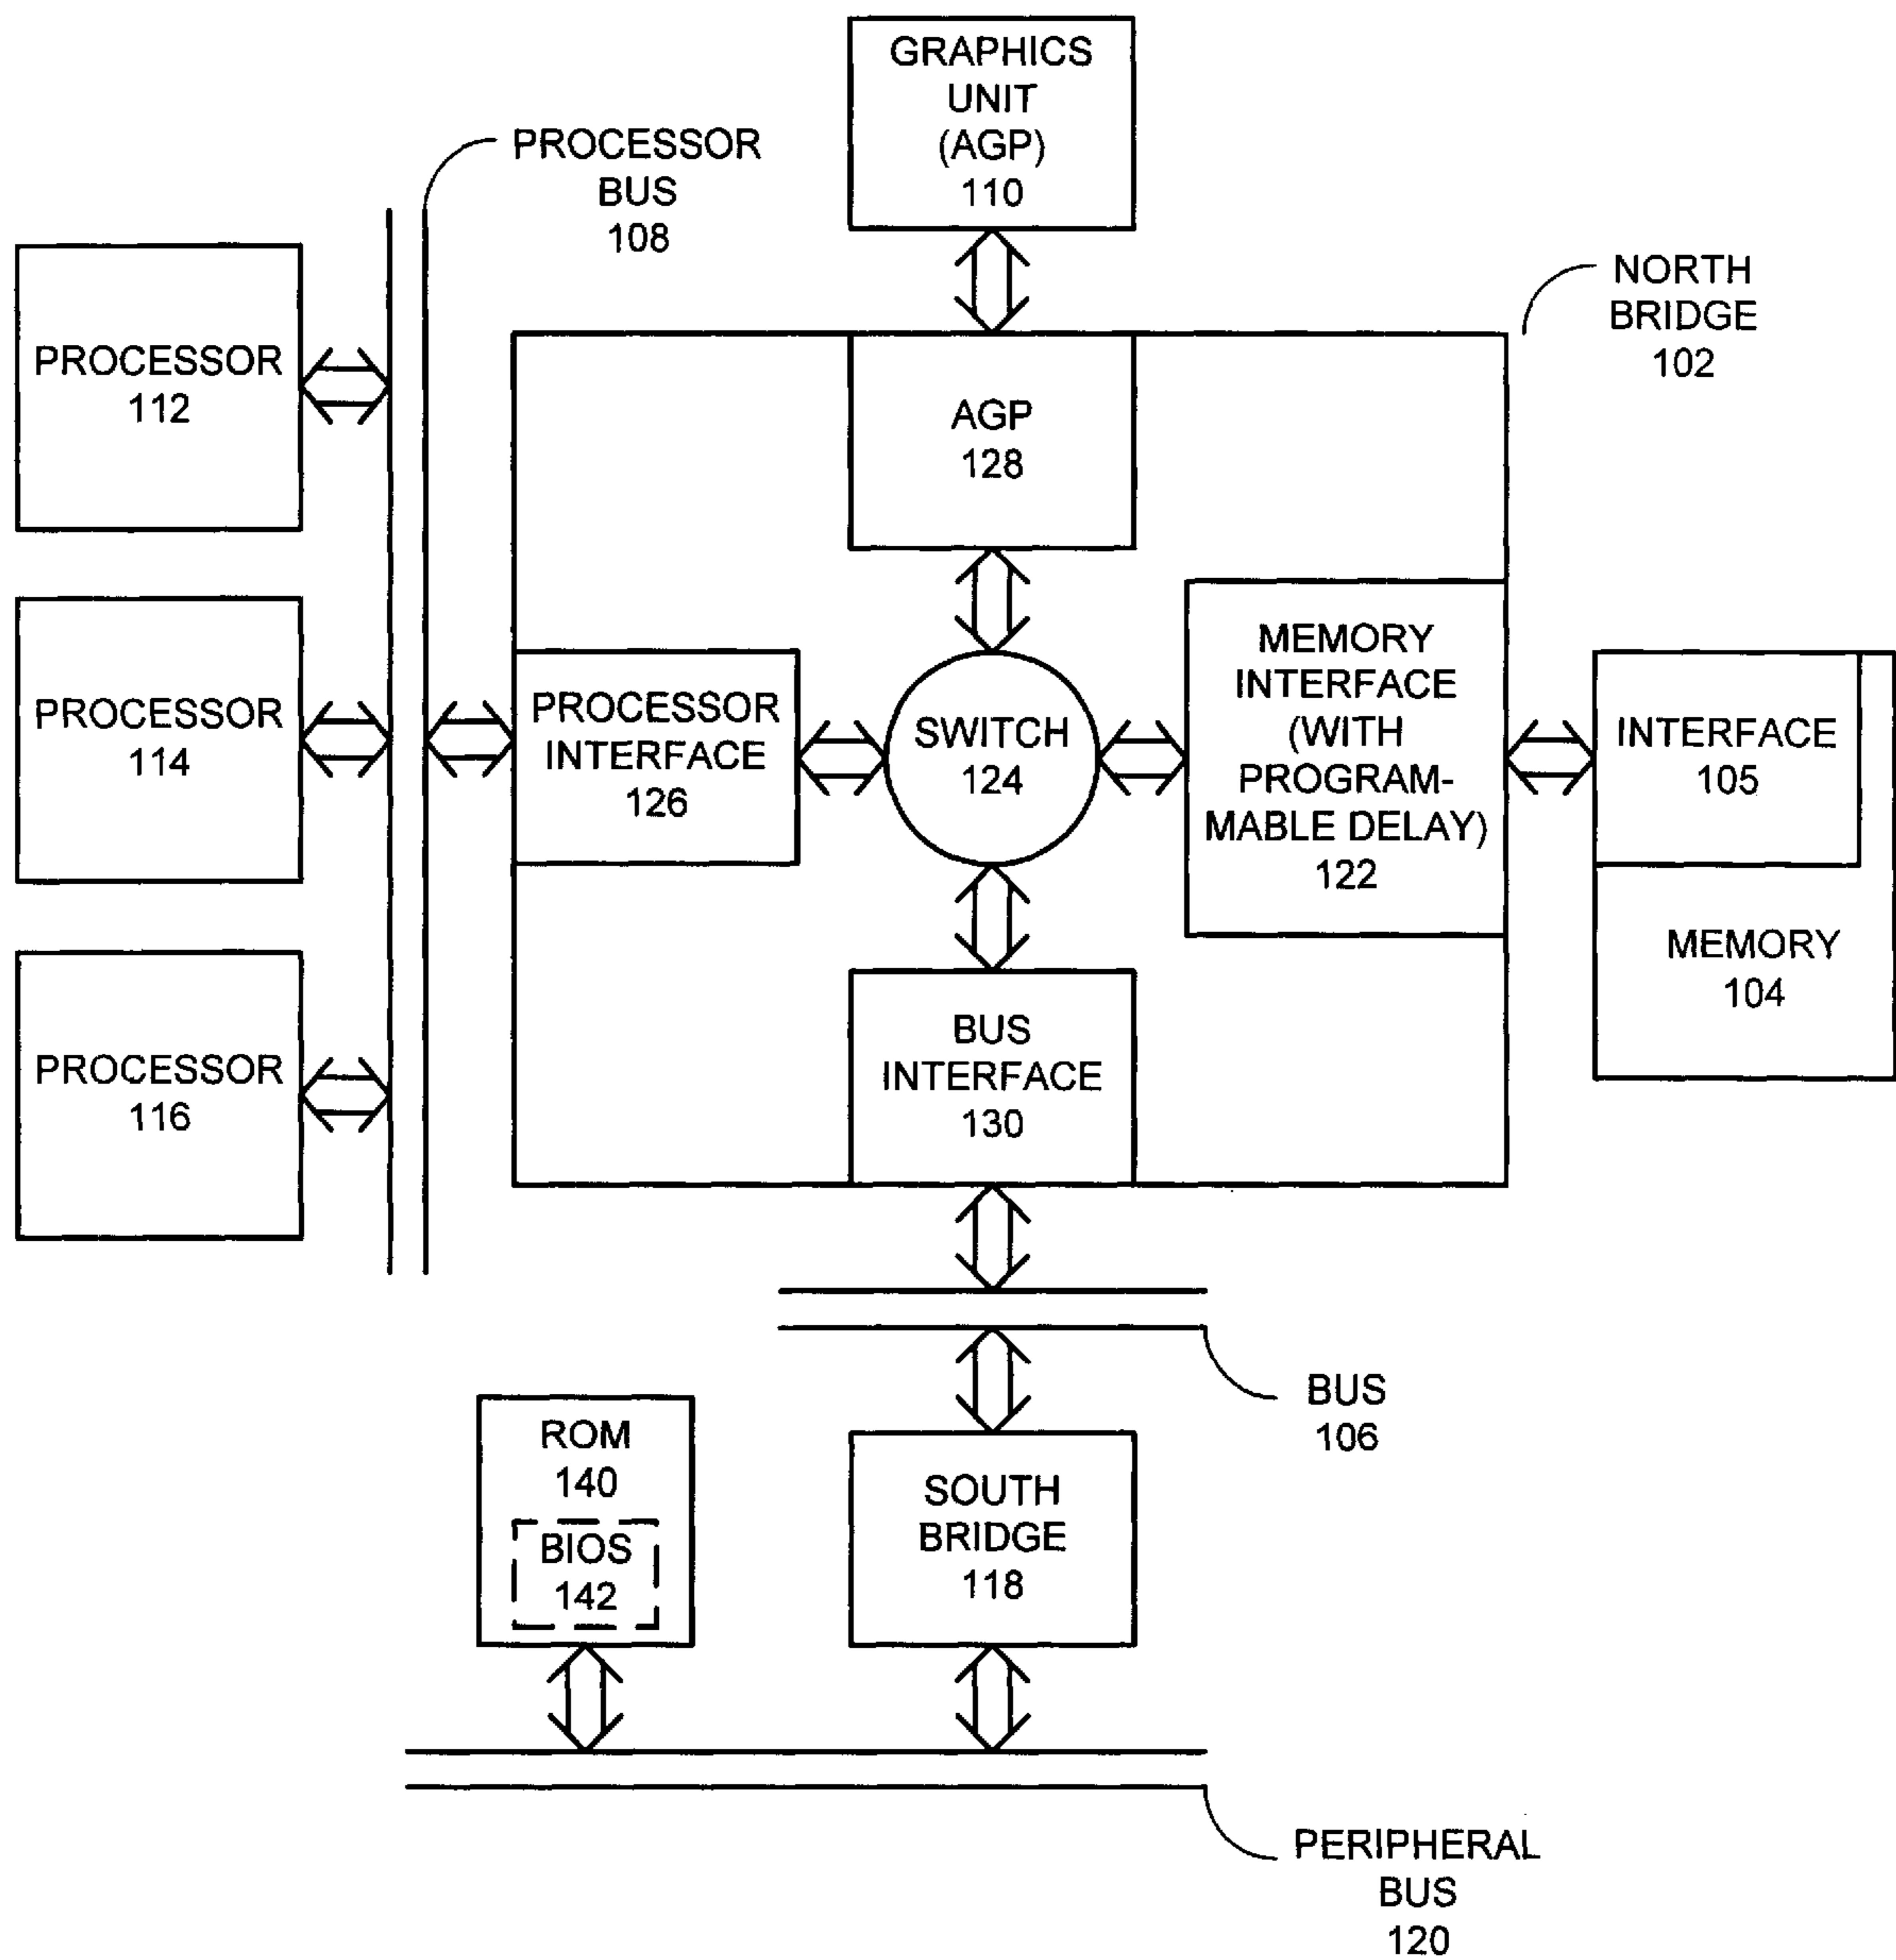 GRAPHICS
UNIT
(AGP)
110
PROCESSOR
BUS
108
NORTH
BRIDGE
102
PROCESSOR
112
AGP
128
PROCESSOR
114
PROCESSOR
INTERFACE
126
SWITCH
124
MEMORY
INTERFACE
(WITH
PROGRAM-
MABLE DELAY)
122
INTERFACE
105
MEMORY
104
PROCESSOR
116
BUS
INTERFACE
130
BUS
106
ROM
140
BIOS
142
SOUTH
BRIDGE
118
PERIPHERAL
BUS
120